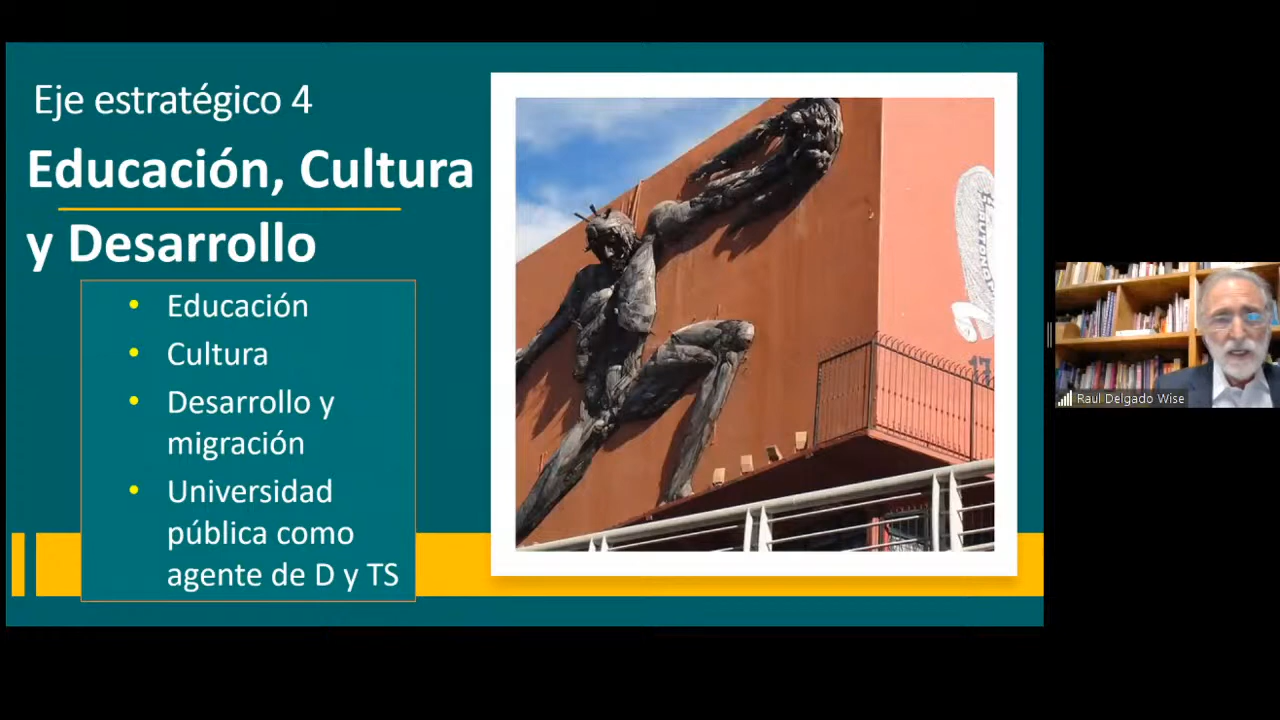 Eje estratégico 4
Educación, Cultura
y Desarrollo
• Educación
• Cultura
• Desarrollo y
migración
• Universidad
pública como
agente de D y TS
Raul Delgado Wise